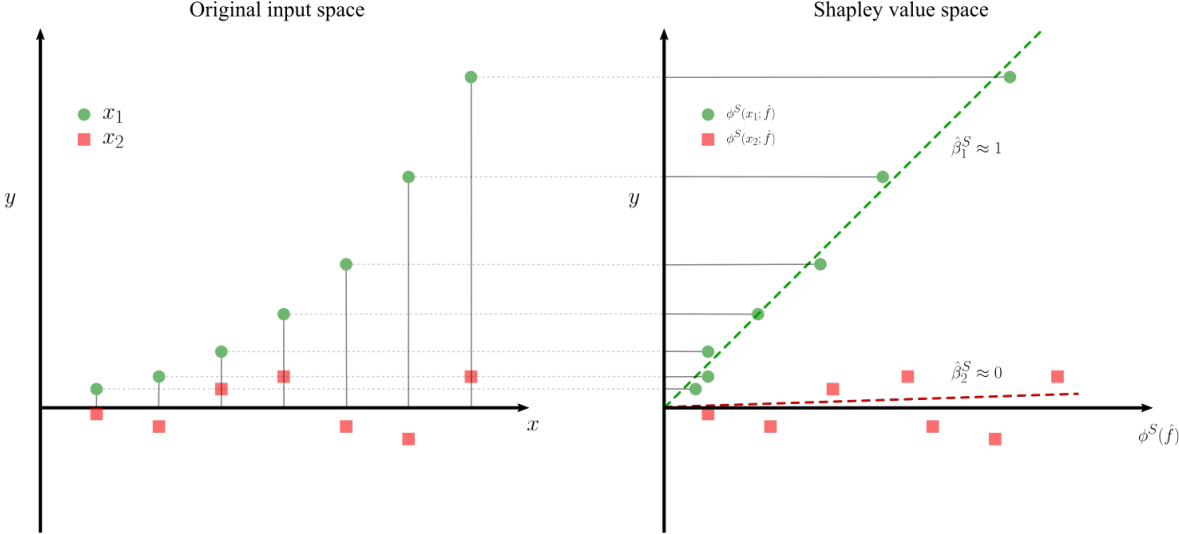 Original input space
Shapley value space
x₁
x₂
ϕ^S(x₁; f̂)
ϕ^S(x₂; f̂)
β̂₁^S ≈ 1
y
y
β̂₂^S ≈ 0
x
ϕ^S(f̂)